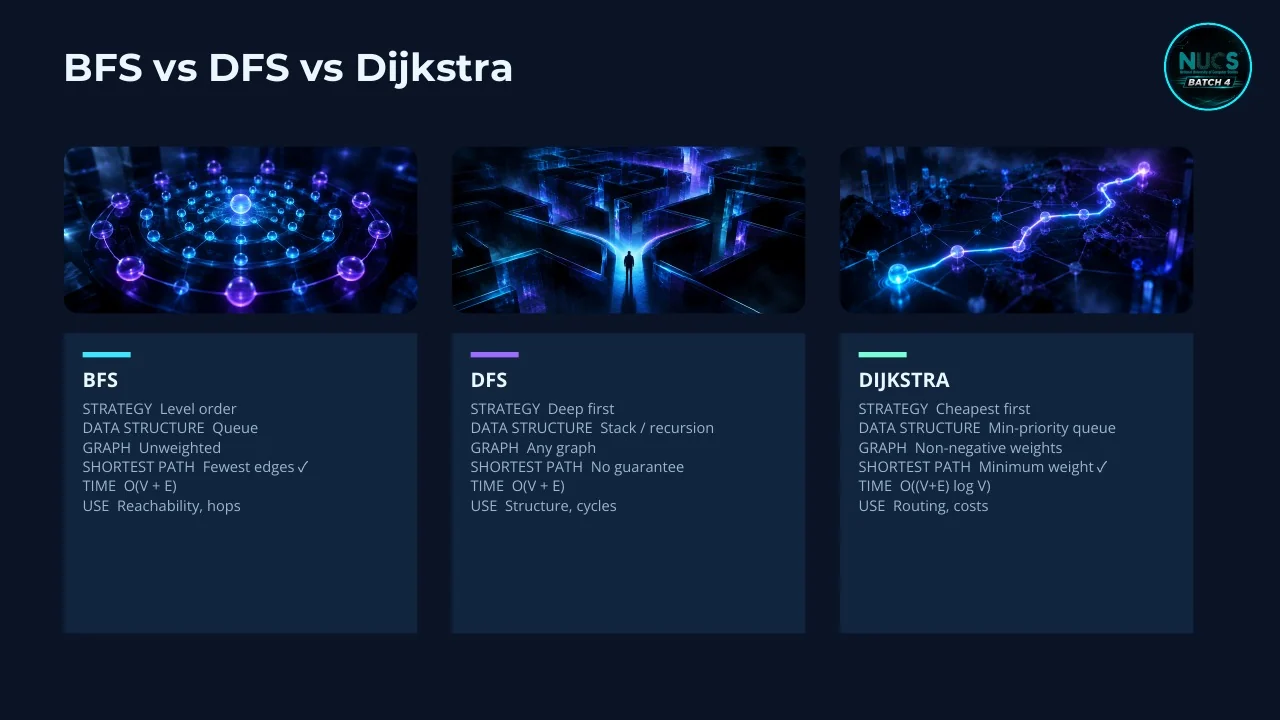 BFS vs DFS vs Dijkstra
NUCS
BATCH 4
BFS
STRATEGY Level order
DATA STRUCTURE Queue
GRAPH Unweighted
SHORTEST PATH Fewest edges ✓
TIME O(V + E)
USE Reachability, hops
DFS
STRATEGY Deep first
DATA STRUCTURE Stack / recursion
GRAPH Any graph
SHORTEST PATH No guarantee
TIME O(V + E)
USE Structure, cycles
DIJKSTRA
STRATEGY Cheapest first
DATA STRUCTURE Min-priority queue
GRAPH Non-negative weights
SHORTEST PATH Minimum weight ✓
TIME O((V+E) log V)
USE Routing, costs